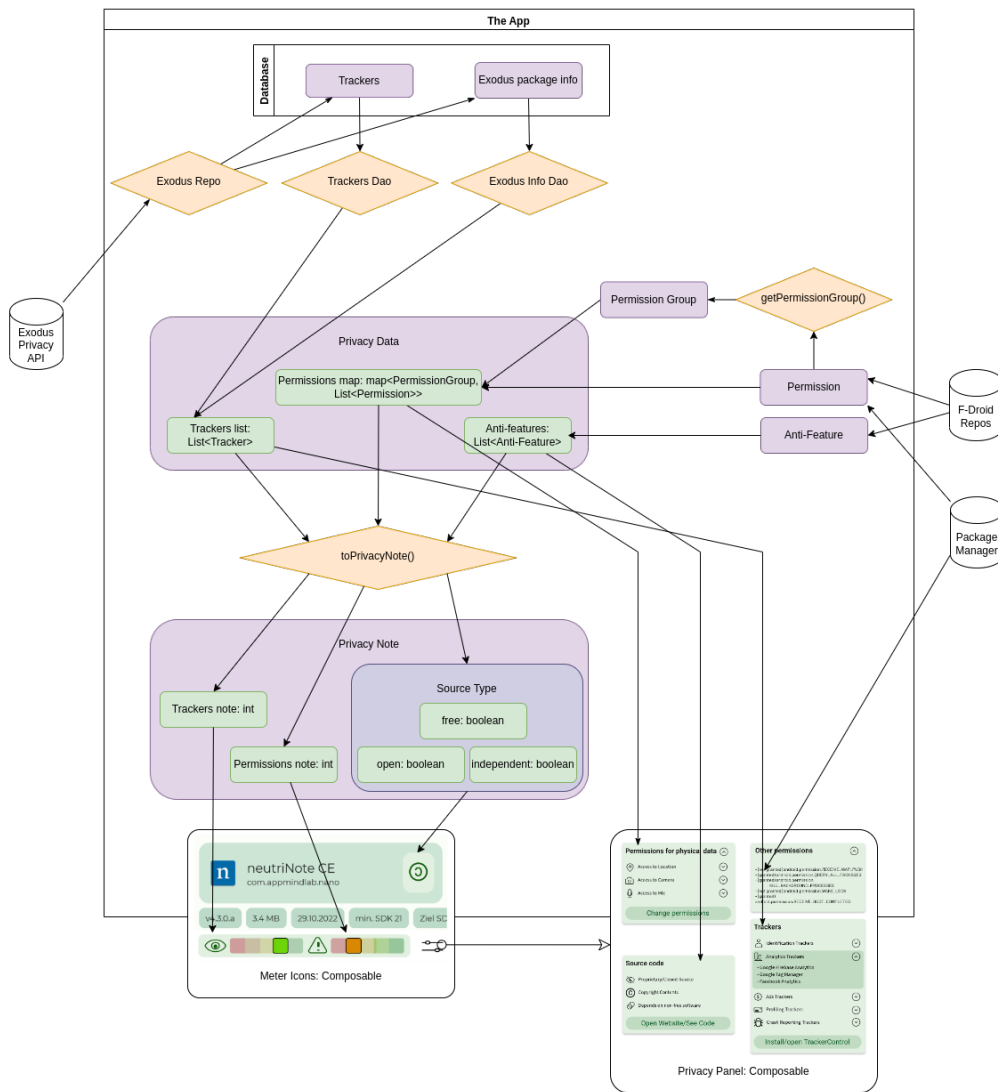 The App
Database
Trackers
Exodus package info
Exodus Repo
Trackers Dao
Exodus Info Dao
Exodus
Privacy
API
Permission Group
getPermissionGroup()
Privacy Data
Permissions map: map<PermissionGroup,
List<Permission>>
Permission
F-Droid
Repos
Trackers list:
List<Tracker>
Anti-features:
List<Anti-Feature>
Anti-Feature
Package
Manager
toPrivacyNote()
Privacy Note
Source Type
Trackers note: int
free: boolean
Permissions note: int
open: boolean
independent: boolean
n
neutriNote CE
com.appmindlab.nano
v4.3.0.a
3.4 MB
29.10.2022
min. SDK 21
Ziel SD
Meter Icons: Composable
Permissions for physical data
Access to Location
Access to Camera
Access to Mic
Change permissions
Other permissions
Source code
Proprietary/Closed Source
Copyright Contents
Depends on non-free software
Open Website/See Code
Trackers
Identification Trackers
Analytics Trackers
- Google Firebase Analytics
- Google Tag Manager
- Facebook Analytics
Ads Trackers
Profiling Trackers
Crash Reporting Trackers
Install/open TrackerControl
Privacy Panel: Composable